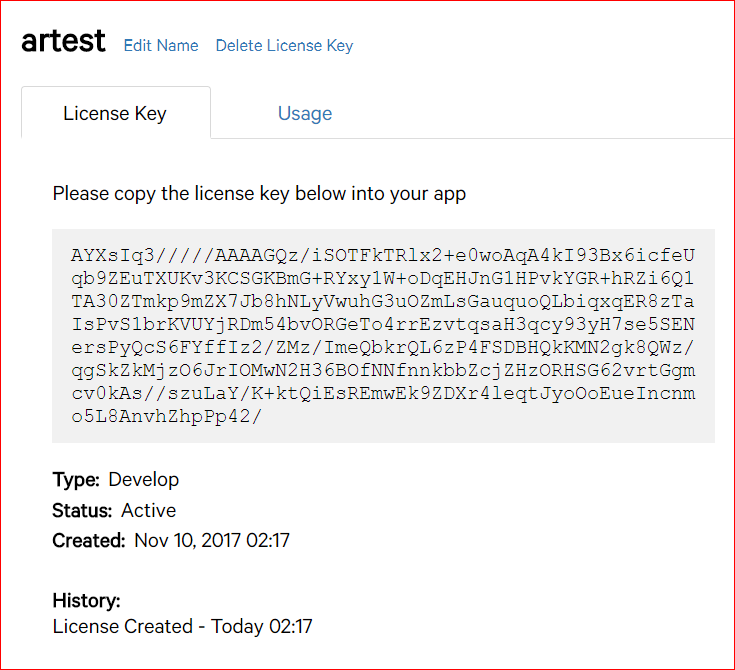 artest Edit Name Delete License Key
License Key Usage
Please copy the license key below into your app
AYXsIq3/////AAAAGQz/iSOTFkTRlx2+e0woAqA4kI93Bx6icfeU
qb9ZEuTXUKv3KCSGKBmG+RYxy1W+oDqEHJnG1HPvkYGR+hRZi6Q1
TA30ZTmkp9mZX7Jb8hNLyVwuhG3uOZmLsGauquoQLbiqxqER8zTa
IsPvS1brKVUYjRDm54bvORGeTo4rrEzvtqsaH3qcy93yH7se5SEN
ersPyQcS6FYffIz2/ZMz/ImeQbkrQL6zP4FSDBHQkKMN2gk8QWz/
qgSkZkMjzO6JrIOMwN2H36BOfNNfnnkbbZcjZHzORHSG62vrtGgm
cv0kAs//szuLaY/K+ktQiEsREmwEk9ZDXr4leqtJyoOoEueIncnm
o5L8AnvhZhpPp42/
Type: Develop
Status: Active
Created: Nov 10, 2017 02:17
History:
License Created - Today 02:17